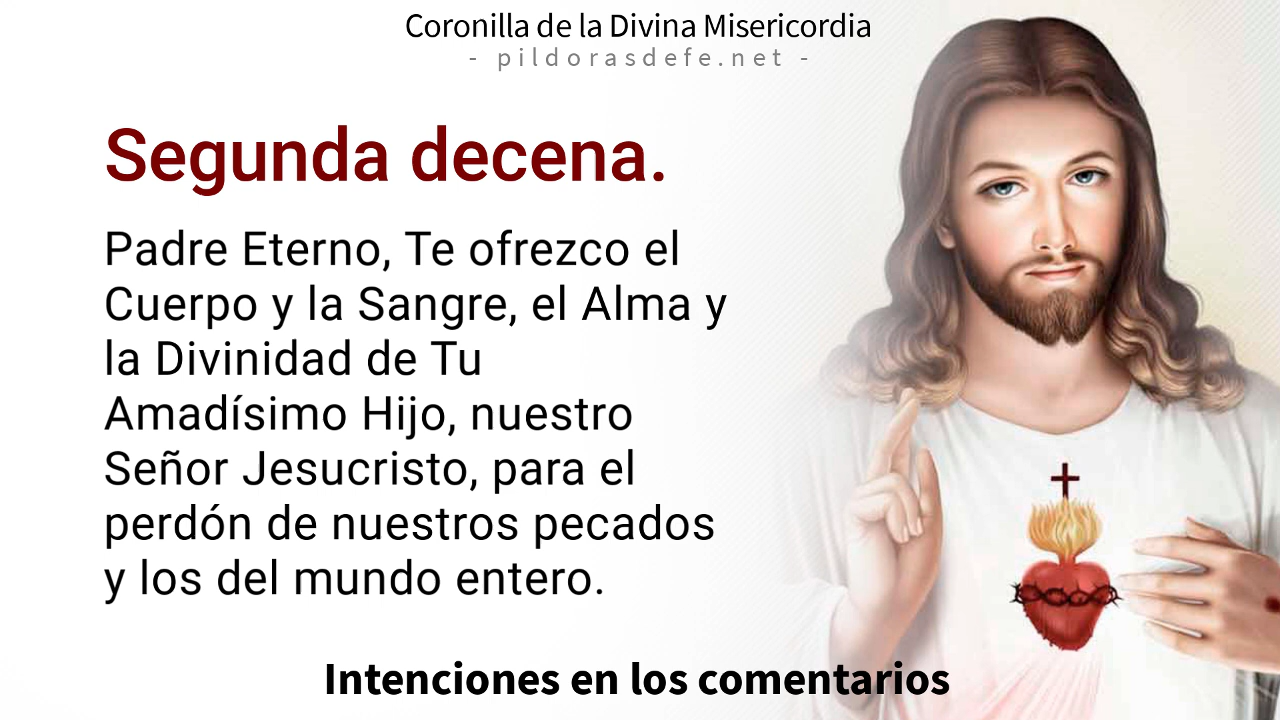 Coronilla de la Divina Misericordia
- pildorasdefe.net -
Segunda decena.
Padre Eterno, Te ofrezco el
Cuerpo y la Sangre, el Alma y
la Divinidad de Tu
Amadísimo Hijo, nuestro
Señor Jesucristo, para el
perdón de nuestros pecados
y los del mundo entero.
Intenciones en los comentarios